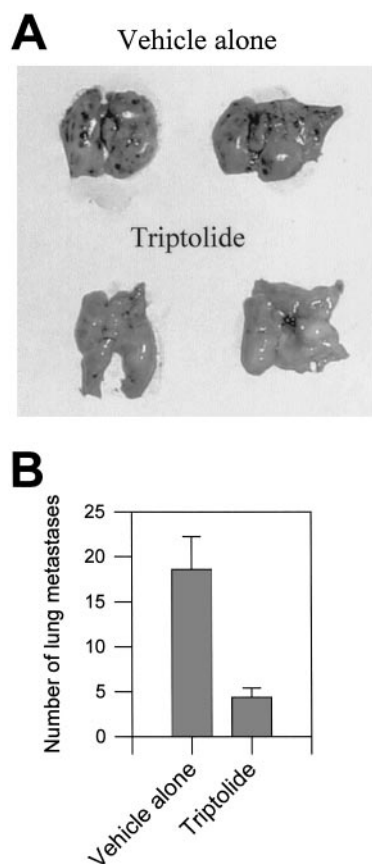 A
Vehicle alone
Triptolide
B
Number of lung metastases
25
20
15
10
5
0
Vehicle alone
Triptolide